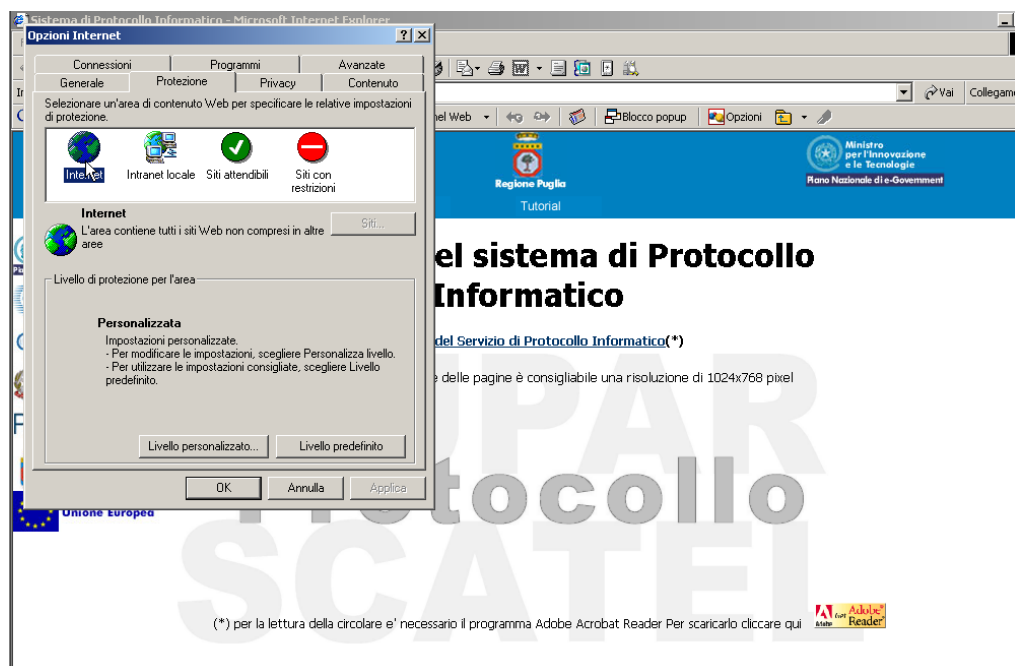 Sistema di Protocollo Informatico - Microsoft Internet Explorer
Opzioni Internet
Connessioni Programmi Avanzate
Generale Protezione Privacy Contenuto
Selezionare un'area di contenuto Web per specificare le relative impostazioni
di protezione.
Internet Intranet locale Siti attendibili Siti con
restrizioni
Internet
L'area contiene tutti i siti Web non compresi in altre
aree
Siti...
Livello di protezione per l'area
Personalizzata
Impostazioni personalizzate.
- Per modificare le impostazioni, scegliere Personalizza livello.
- Per utilizzare le impostazioni consigliate, scegliere Livello
predefinito.
Livello personalizzato... Livello predefinito
OK Annulla Applica
Vai Collegam
nel Web Blocco popup Opzioni
Regione Puglia
Tutorial
Ministro
per l'Innovazione
e le Tecnologie
Piano Nazionale di e-Government
el sistema di Protocollo
Informatico
del Servizio di Protocollo Informatico(*)
e delle pagine è consigliabile una risoluzione di 1024x768 pixel
UPAR
Protocollo
SCATEL
Unione Europea
(*) per la lettura della circolare e' necessario il programma Adobe Acrobat Reader Per scaricarlo cliccare qui
Adobe
Get Adobe
Reader